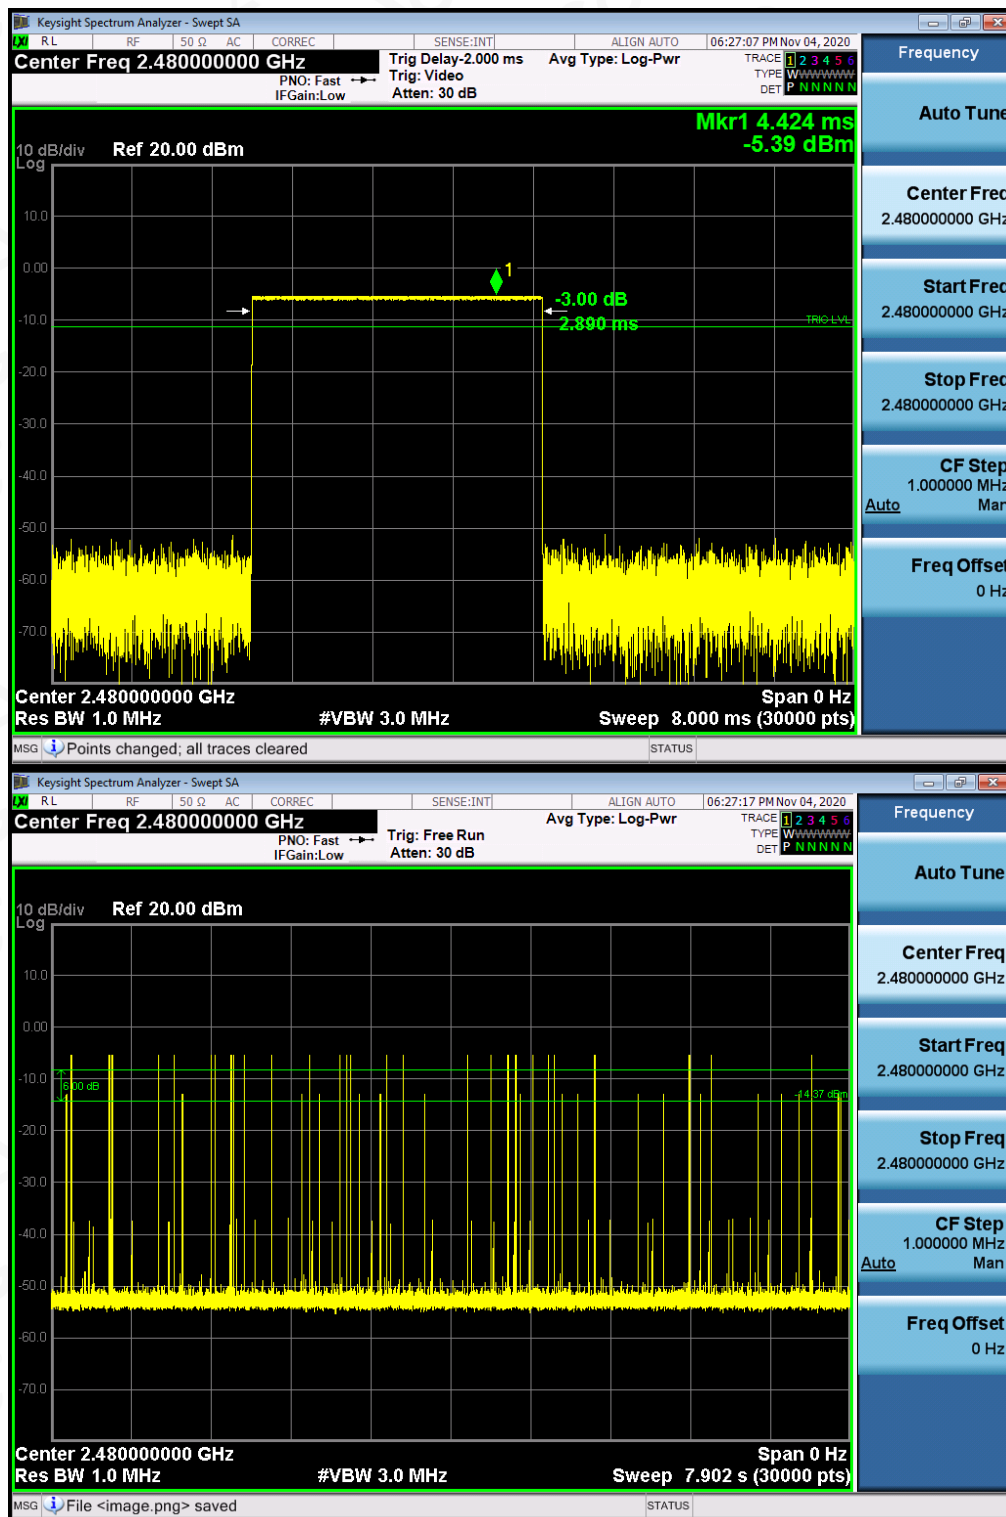 Keysight Spectrum Analyzer - Swept SA
LXI RL RF 50 Ω AC CORREC SENSE:INT ALIGN AUTO 06:27:07 PM Nov 04, 2020
Center Freq 2.480000000 GHz
PNO: Fast
IFGain:Low
Trig Delay-2.000 ms
Trig: Video
Atten: 30 dB
Avg Type: Log-Pwr
TRACE 1 2 3 4 5 6
TYPE W
DET P N N N N N
Mkr1 4.424 ms
-5.39 dBm
10 dB/div
Log
Ref 20.00 dBm
10.0
0.00
-10.0
-20.0
-30.0
-40.0
-50.0
-60.0
-70.0
1
-3.00 dB
2.890 ms
TRIG LVL
Center 2.480000000 GHz
Span 0 Hz
Res BW 1.0 MHz
#VBW 3.0 MHz
Sweep 8.000 ms (30000 pts)
MSG Points changed; all traces cleared
STATUS
Frequency
Auto Tune
Center Freq
2.480000000 GHz
Start Freq
2.480000000 GHz
Stop Freq
2.480000000 GHz
CF Step
1.000000 MHz
Auto Man
Freq Offset
0 Hz
Keysight Spectrum Analyzer - Swept SA
LXI RL RF 50 Ω AC CORREC SENSE:INT ALIGN AUTO 06:27:17 PM Nov 04, 2020
Center Freq 2.480000000 GHz
PNO: Fast
IFGain:Low
Trig: Free Run
Atten: 30 dB
Avg Type: Log-Pwr
TRACE 1 2 3 4 5 6
TYPE W
DET P N N N N N
10 dB/div
Log
Ref 20.00 dBm
10.0
0.00
-10.0
-20.0
-30.0
-40.0
-50.0
-60.0
-70.0
6.00 dB
-14.37 dBm
Center 2.480000000 GHz
Span 0 Hz
Res BW 1.0 MHz
#VBW 3.0 MHz
Sweep 7.902 s (30000 pts)
MSG File <image.png> saved
STATUS
Frequency
Auto Tune
Center Freq
2.480000000 GHz
Start Freq
2.480000000 GHz
Stop Freq
2.480000000 GHz
CF Step
1.000000 MHz
Auto Man
Freq Offset
0 Hz